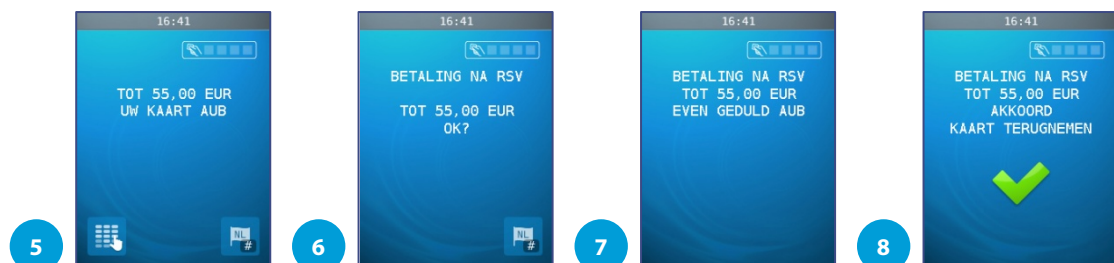 16:41
TOT 55,00 EUR
UW KAART AUB
NL
#
5
16:41
BETALING NA RSV
TOT 55,00 EUR
OK?
NL
#
6
16:41
BETALING NA RSV
TOT 55,00 EUR
EVEN GEDULD AUB
7
16:41
BETALING NA RSV
TOT 55,00 EUR
AKKOORD
KAART TERUGNEMEN
8